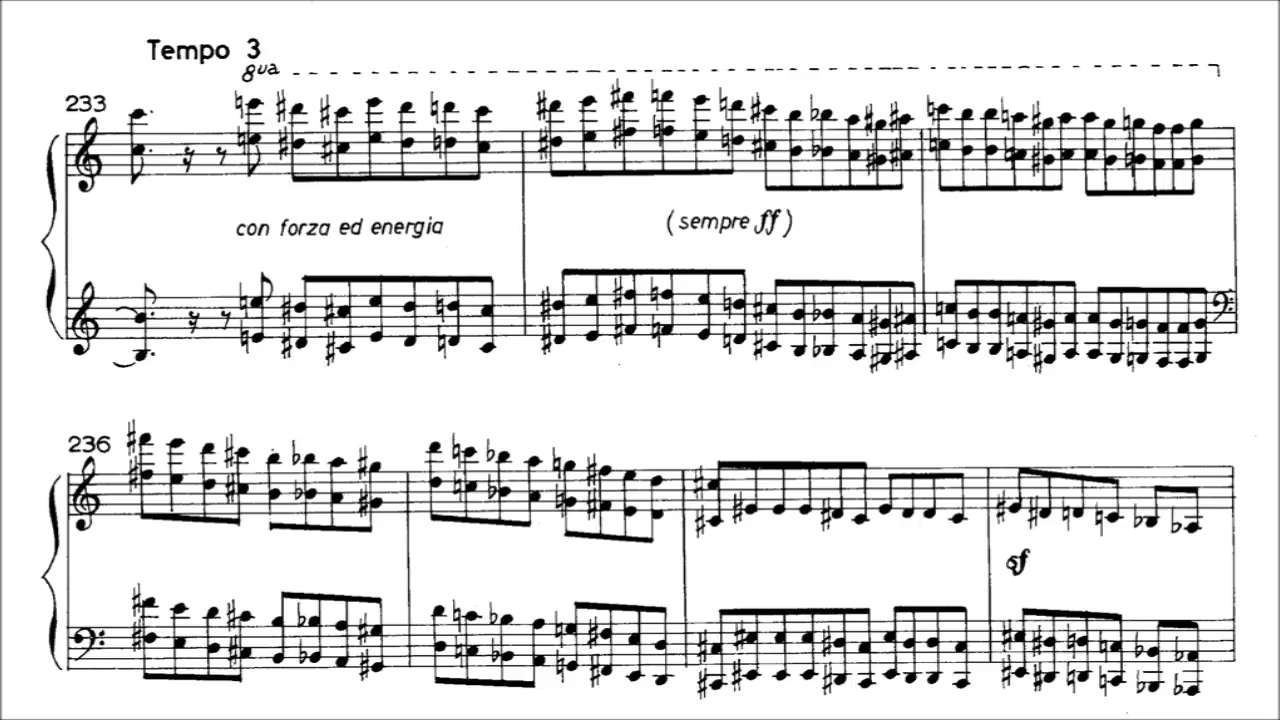 Tempo 3
8va
233
con forza ed energia
(sempre ff)
236
sf